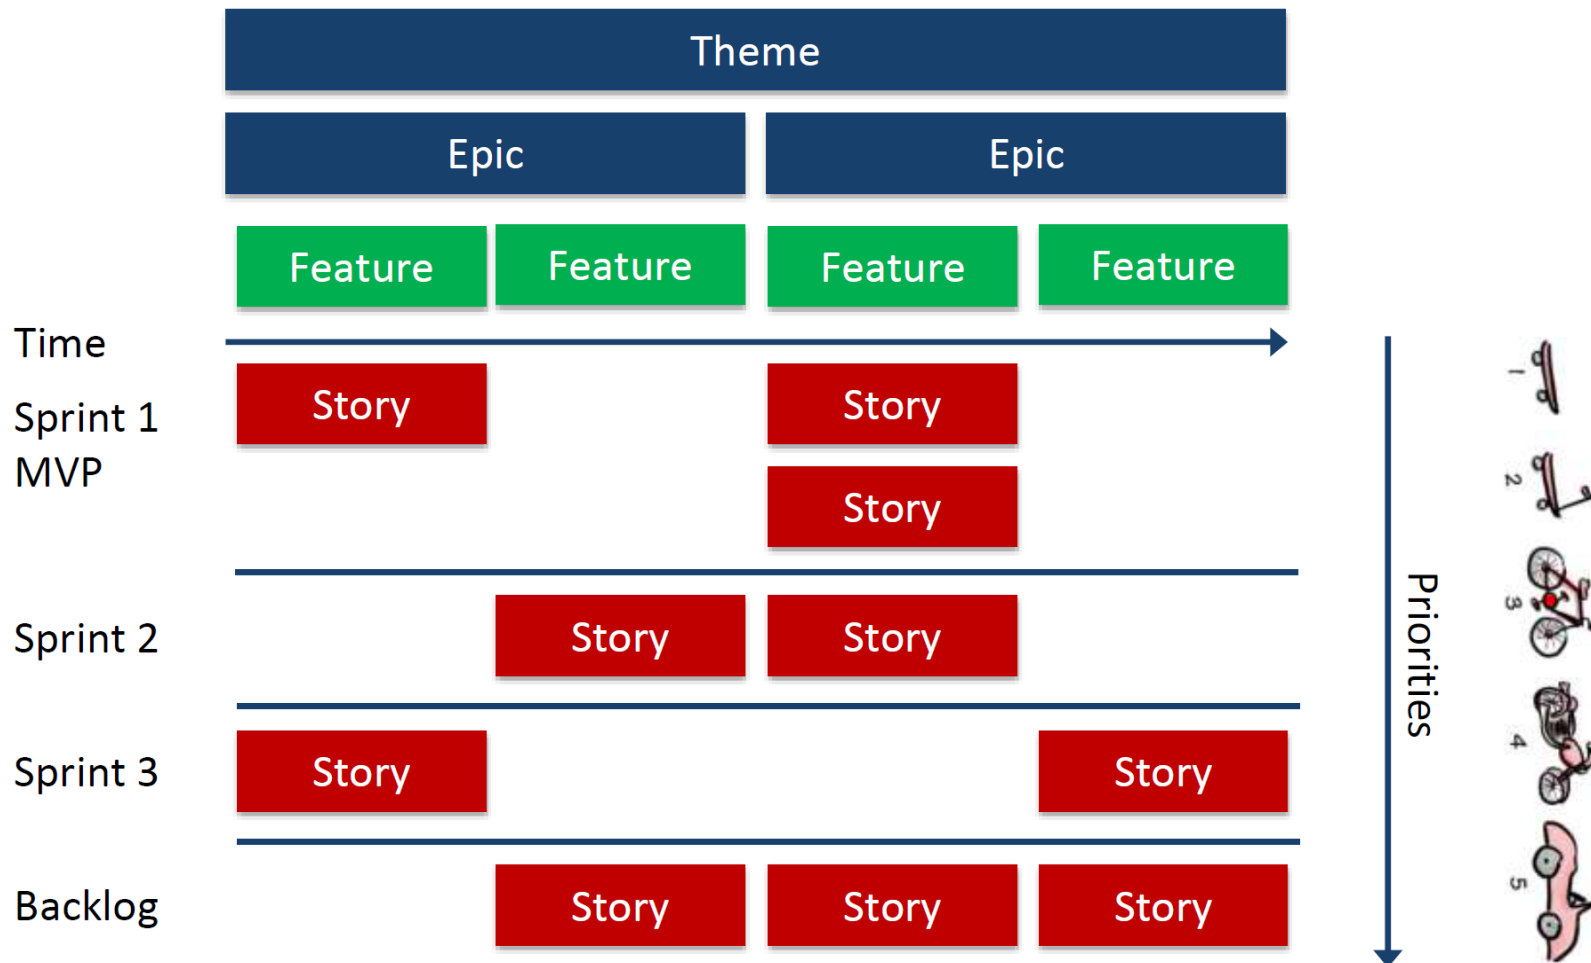 Theme
Epic
Epic
Feature
Feature
Feature
Feature
Time
Sprint 1
MVP
Story
Story
Story
Sprint 2
Story
Story
Sprint 3
Story
Story
Backlog
Story
Story
Story
Priorities
1
2
3
4
5